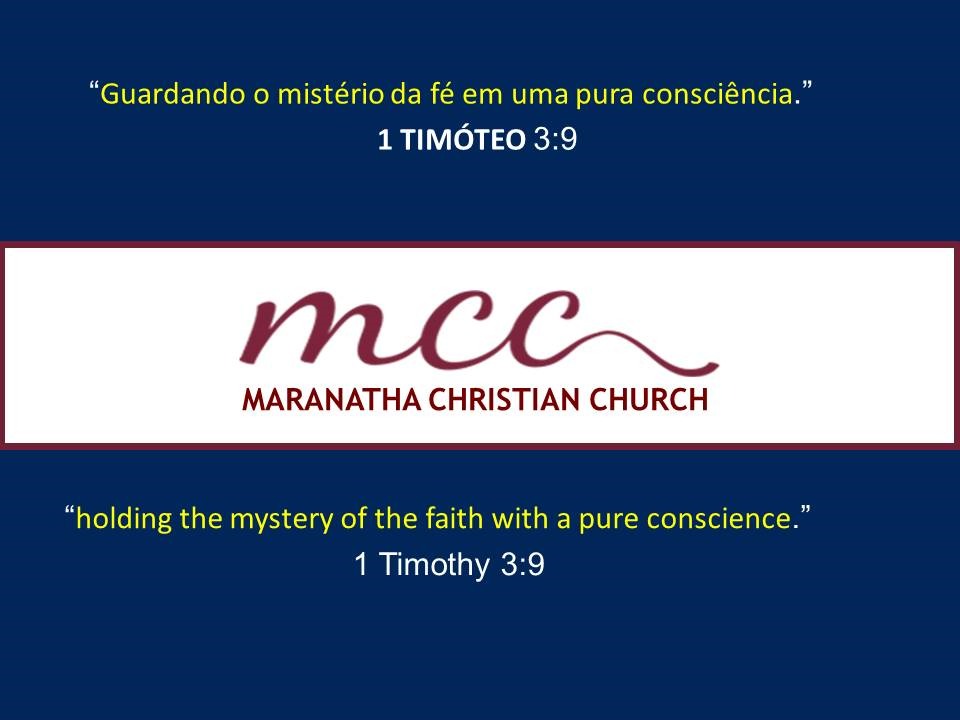 “Guardando o mistério da fé em uma pura consciência.”
1 TIMÓTEO 3:9
mcc
MARANATHA CHRISTIAN CHURCH
“holding the mystery of the faith with a pure conscience.”
1 Timothy 3:9